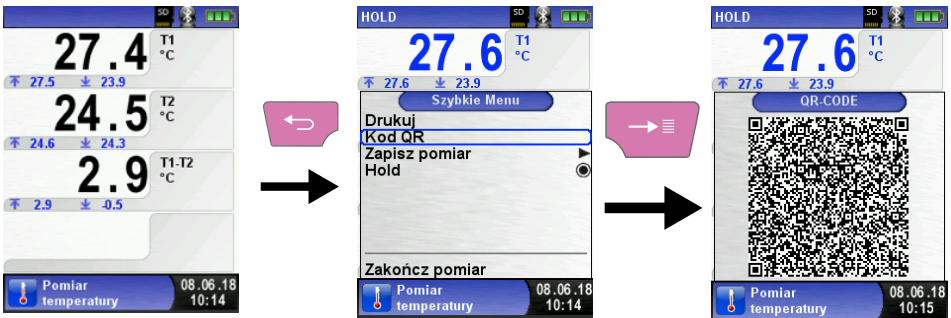 SD
27.4 T1
°C
27.5 23.9
24.5 T2
°C
24.6 24.3
2.9 T1-T2
°C
2.9 -0.5
Pomiar
temperatury
08.06.18
10:14
HOLD SD
27.6 T1
°C
27.6 23.9
Szybkie Menu
Drukuj
Kod QR
Zapisz pomiar
Hold
Zakończ pomiar
Pomiar
temperatury
08.06.18
10:14
HOLD SD
27.6 T1
°C
27.6 23.9
QR-CODE
Pomiar
temperatury
08.06.18
10:15